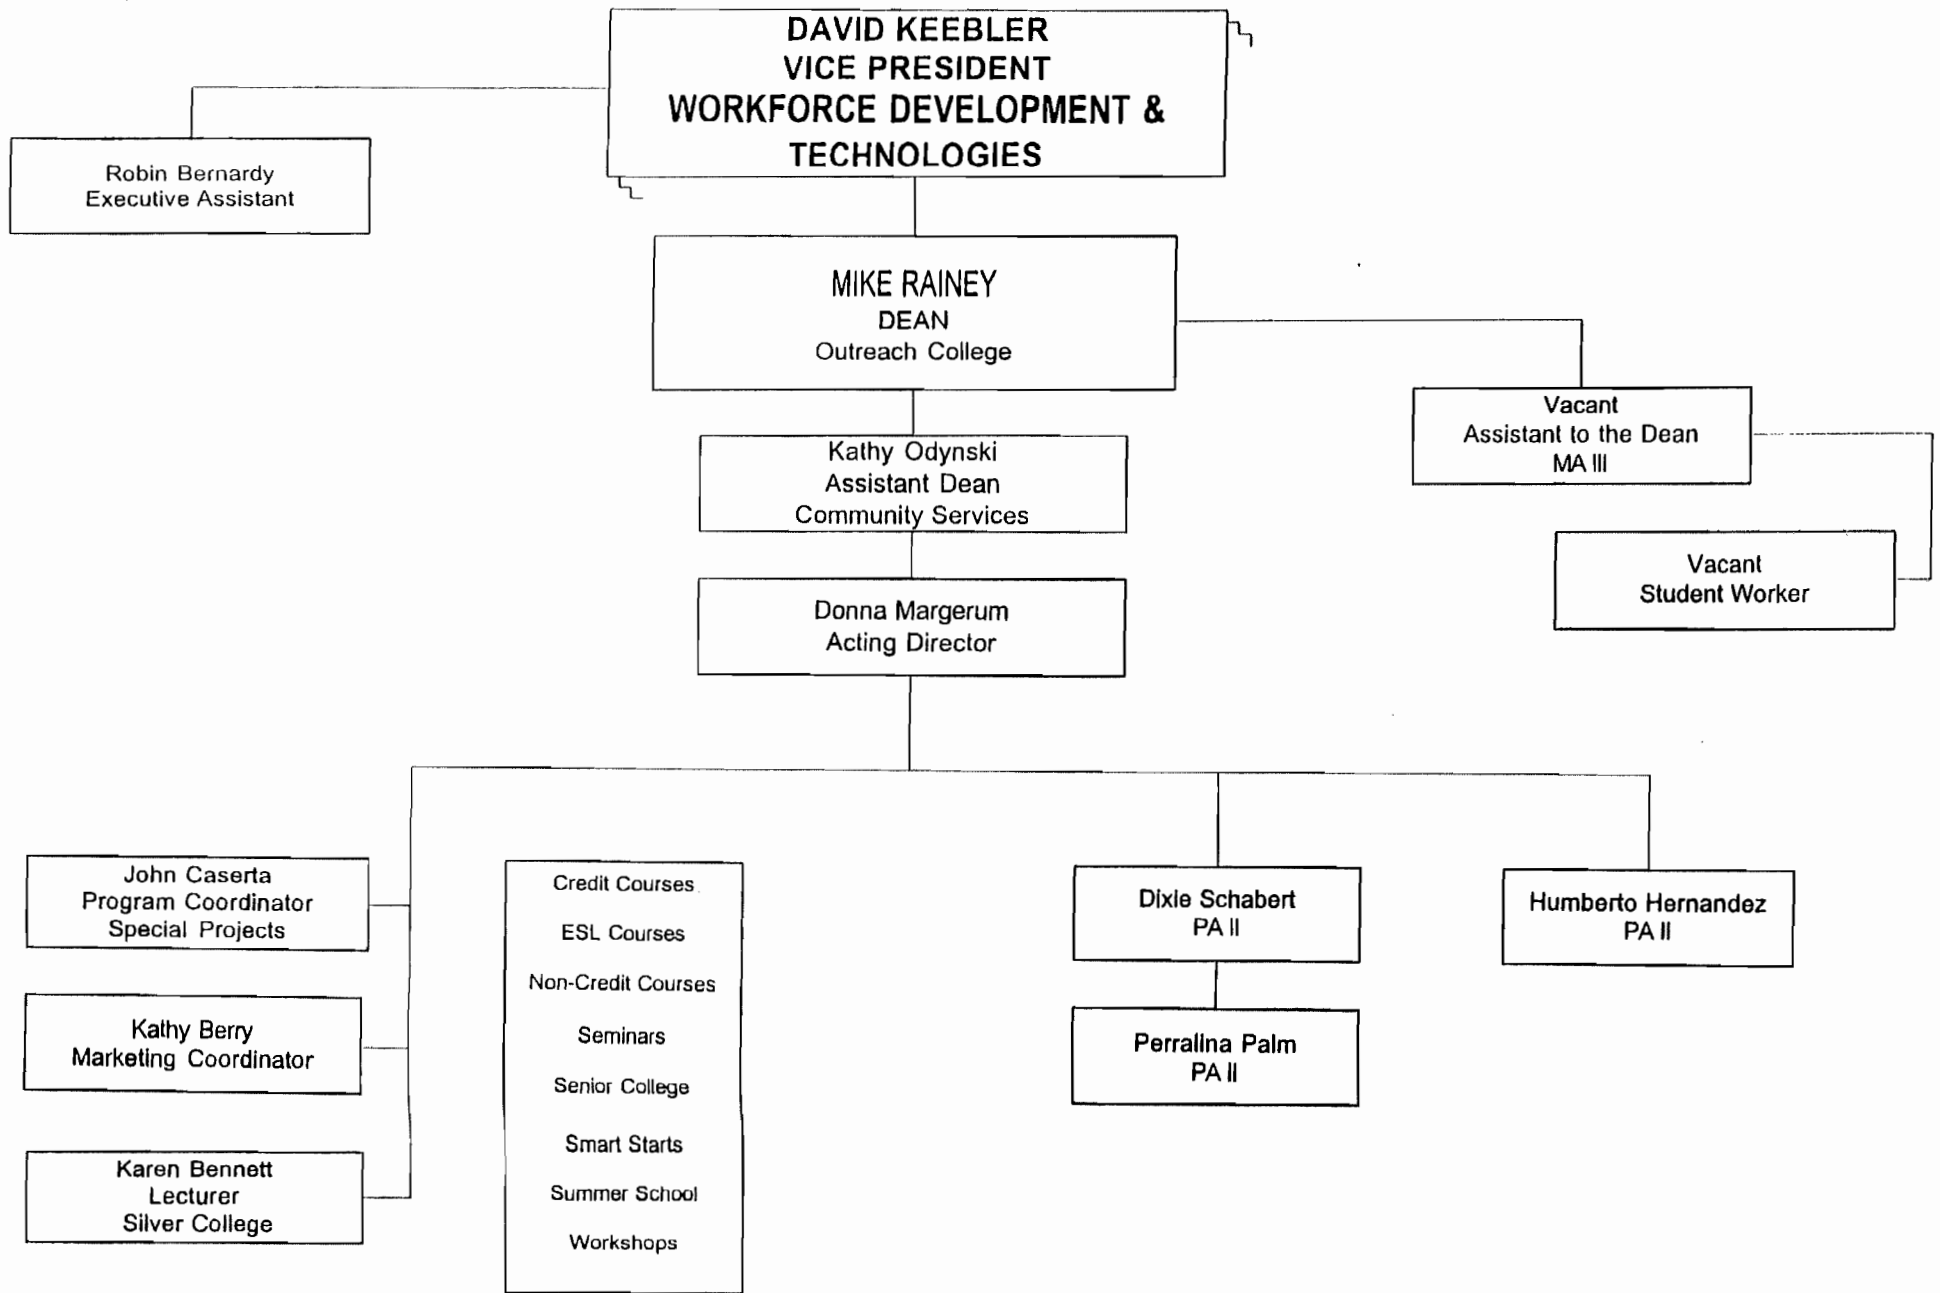 DAVID KEEBLER
VICE PRESIDENT
WORKFORCE DEVELOPMENT &
TECHNOLOGIES
Robin Bernardy
Executive Assistant
MIKE RAINEY
DEAN
Outreach College
Vacant
Assistant to the Dean
MA III
Kathy Odynski
Assistant Dean
Community Services
Vacant
Student Worker
Donna Margerum
Acting Director
John Caserta
Program Coordinator
Special Projects
Kathy Berry
Marketing Coordinator
Karen Bennett
Lecturer
Silver College
Credit Courses
ESL Courses
Non-Credit Courses
Seminars
Senior College
Smart Starts
Summer School
Workshops
Dixie Schabert
PA II
Perralina Palm
PA II
Humberto Hernandez
PA II